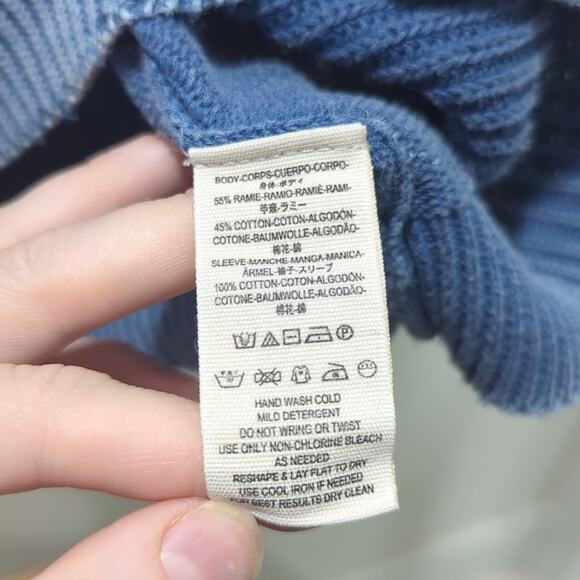 BODY-CORPS-CUERPO-CORPO-
身体-ボディ
55% RAMIE-RAMIO-RAMIÉ-RAMI-
苧麻-ラミー
45% COTTON-COTON-ALGODÓN-
COTONE-BAUMWOLLE-ALGODÃO-
棉花-綿
SLEEVE-MANCHE-MANGA-MANICA-
ÄRMEL-袖子-スリーブ
100% COTTON-COTON-ALGODÓN-
COTONE-BAUMWOLLE-ALGODÃO-
棉花-綿
HAND WASH COLD
MILD DETERGENT
DO NOT WRING OR TWIST
USE ONLY NON-CHLORINE BLEACH
AS NEEDED
RESHAPE & LAY FLAT TO DRY
USE COOL IRON IF NEEDED
FOR BEST RESULTS DRY CLEAN